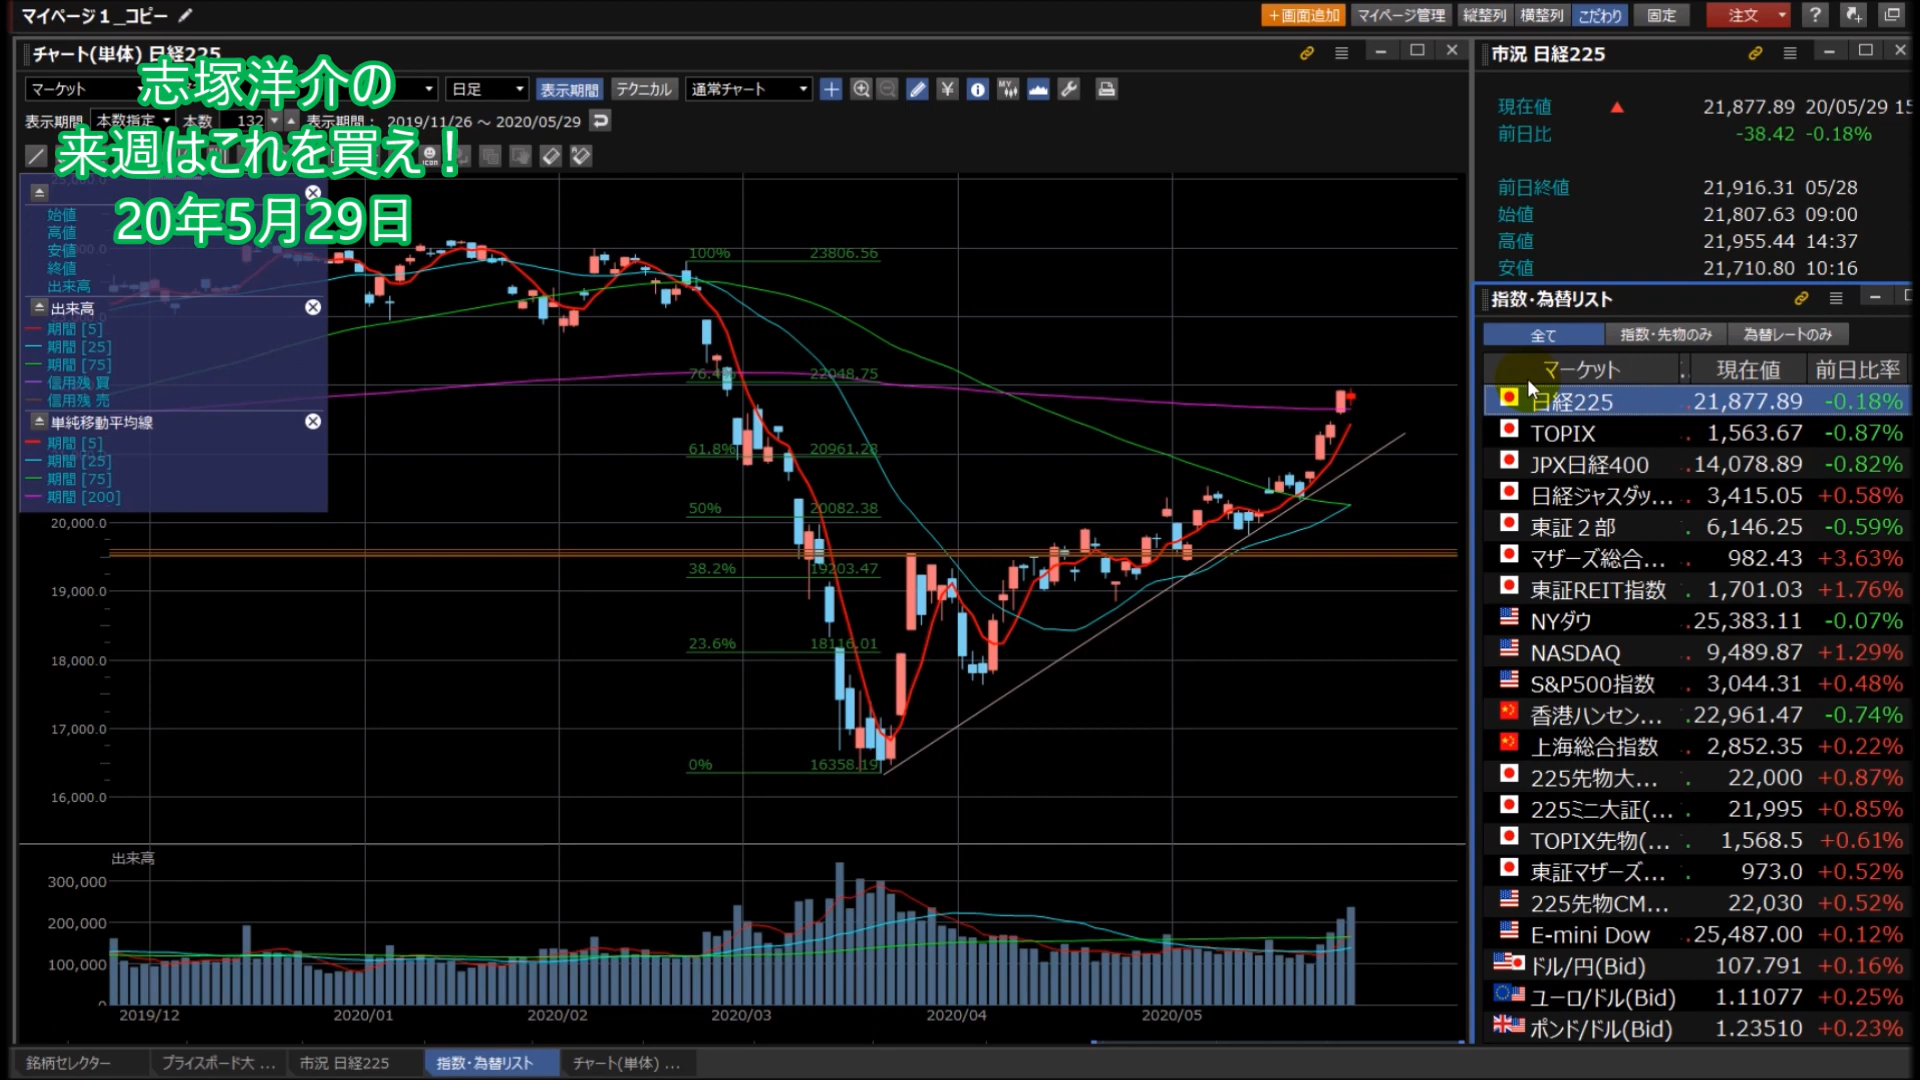 マイページ１_コピー
＋画面追加
マイページ管理
縦整列
横整列
こだわり
固定
注文
?
チャート(単体) 日経225
志塚洋介の
来週はこれを買え！
20年5月29日
マーケット
日足
表示期間
テクニカル
通常チャート
¥
表示期間
本数指定
本数
132
表示期間：
2019/11/26 ～ 2020/05/29
始値
高値
安値
終値
出来高
出来高
期間 [5]
期間 [25]
期間 [75]
信用残 買
信用残 売
単純移動平均線
期間 [5]
期間 [25]
期間 [75]
期間 [200]
100% 23806.56
22048.75
61.8% 20961.28
50% 20082.38
38.2% 19203.47
23.6% 18116.01
0% 16358.19
20,000.0
19,000.0
18,000.0
17,000.0
16,000.0
出来高
300,000
200,000
100,000
0
2019/12
2020/01
2020/02
2020/03
2020/04
2020/05
市況 日経225
現在値 ▲ 21,877.89 20/05/29 15
前日比 -38.42 -0.18%
前日終値 21,916.31 05/28
始値 21,807.63 09:00
高値 21,955.44 14:37
安値 21,710.80 10:16
指数・為替リスト
全て
指数・先物のみ
為替レートのみ
マーケット 現在値 前日比率
日経225 21,877.89 -0.18%
TOPIX 1,563.67 -0.87%
JPX日経400 14,078.89 -0.82%
日経ジャスダッ... 3,415.05 +0.58%
東証２部 6,146.25 -0.59%
マザーズ総合... 982.43 +3.63%
東証REIT指数 1,701.03 +1.76%
NYダウ 25,383.11 -0.07%
NASDAQ 9,489.87 +1.29%
S&P500指数 3,044.31 +0.48%
香港ハンセン... 22,961.47 -0.74%
上海総合指数 2,852.35 +0.22%
225先物大... 22,000 +0.87%
225ミニ大証(... 21,995 +0.85%
TOPIX先物(... 1,568.5 +0.61%
東証マザーズ... 973.0 +0.52%
225先物CM... 22,030 +0.52%
E-mini Dow 25,487.00 +0.12%
ドル/円(Bid) 107.791 +0.16%
ユーロ/ドル(Bid) 1.11077 +0.25%
ポンド/ドル(Bid) 1.23510 +0.23%
銘柄セレクター
プライスボード大 ...
市況 日経225
指数・為替リスト
チャート(単体) ...